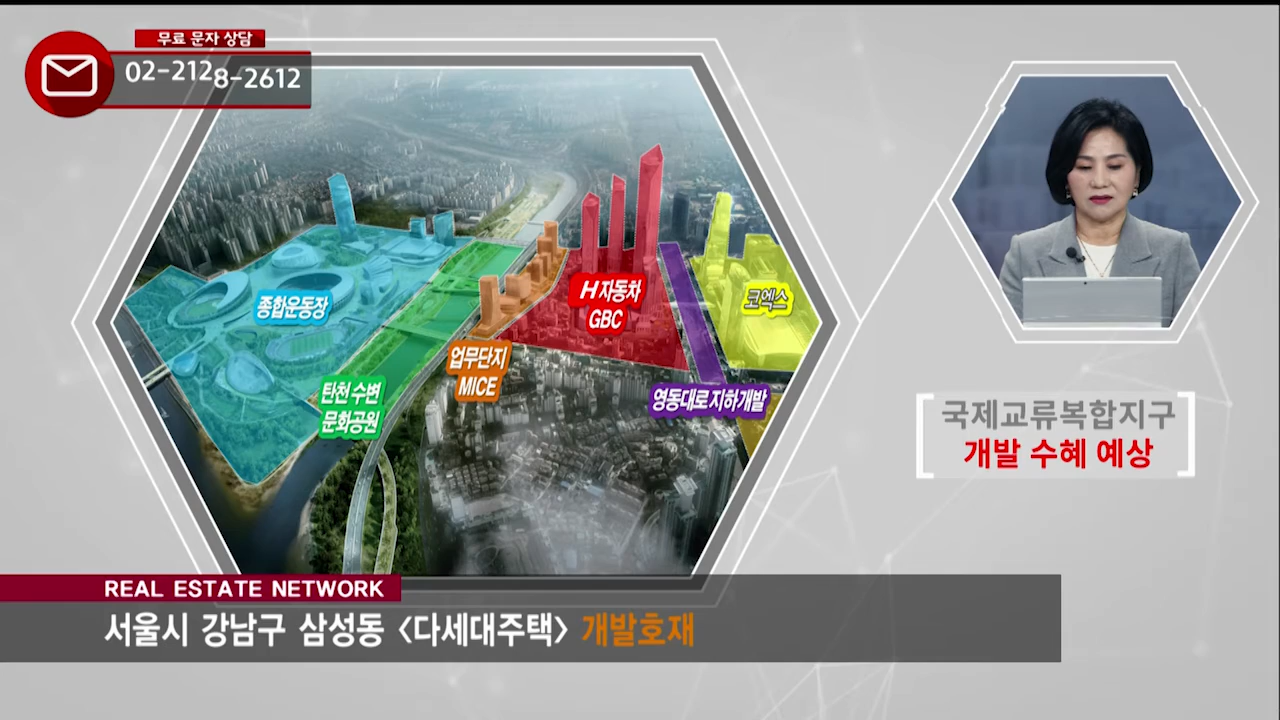 무료 문자 상담
02-2128-2612
종합운동장
탄천 수변
문화공원
업무단지
MICE
H 자동차
GBC
영동대로 지하개발
코엑스
국제교류복합지구
개발 수혜 예상
REAL ESTATE NETWORK
서울시 강남구 삼성동 <다세대주택> 개발호재